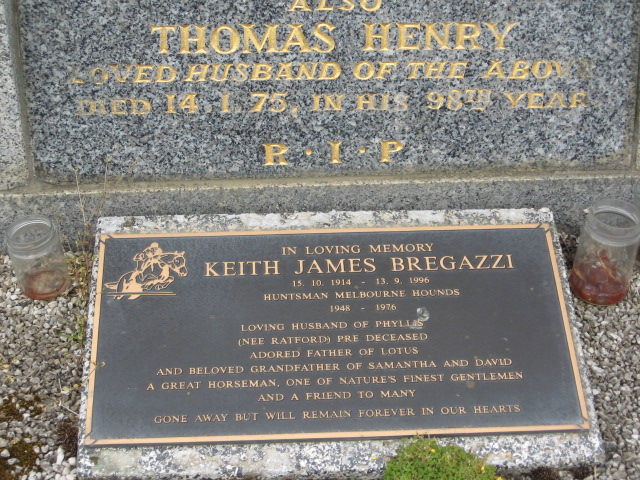 ALSO
THOMAS HENRY
LOVED HUSBAND OF THE ABOVE
DIED 14.1.75, IN HIS 98TH YEAR
R·I·P
IN LOVING MEMORY
KEITH JAMES BREGAZZI
15. 10. 1914 - 13. 9. 1996
HUNTSMAN MELBOURNE HOUNDS
1948 - 1976
LOVING HUSBAND OF PHYLLIS
(NEE RATFORD) PRE DECEASED
ADORED FATHER OF LOTUS
AND BELOVED GRANDFATHER OF SAMANTHA AND DAVID
A GREAT HORSEMAN, ONE OF NATURE'S FINEST GENTLEMEN
AND A FRIEND TO MANY
GONE AWAY BUT WILL REMAIN FOREVER IN OUR HEARTS